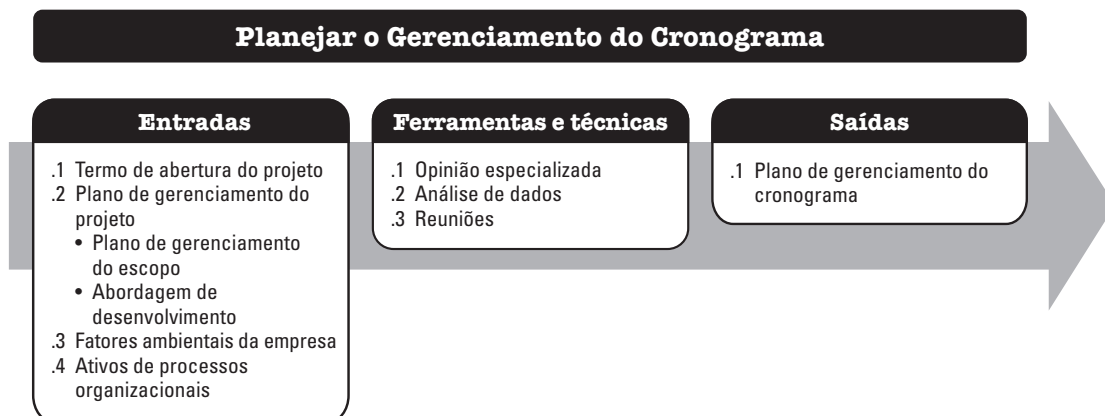 Planejar o Gerenciamento do Cronograma
Entradas
.1 Termo de abertura do projeto
.2 Plano de gerenciamento do
projeto
• Plano de gerenciamento
do escopo
• Abordagem de
desenvolvimento
.3 Fatores ambientais da empresa
.4 Ativos de processos
organizacionais
Ferramentas e técnicas
.1 Opinião especializada
.2 Análise de dados
.3 Reuniões
Saídas
.1 Plano de gerenciamento do
cronograma